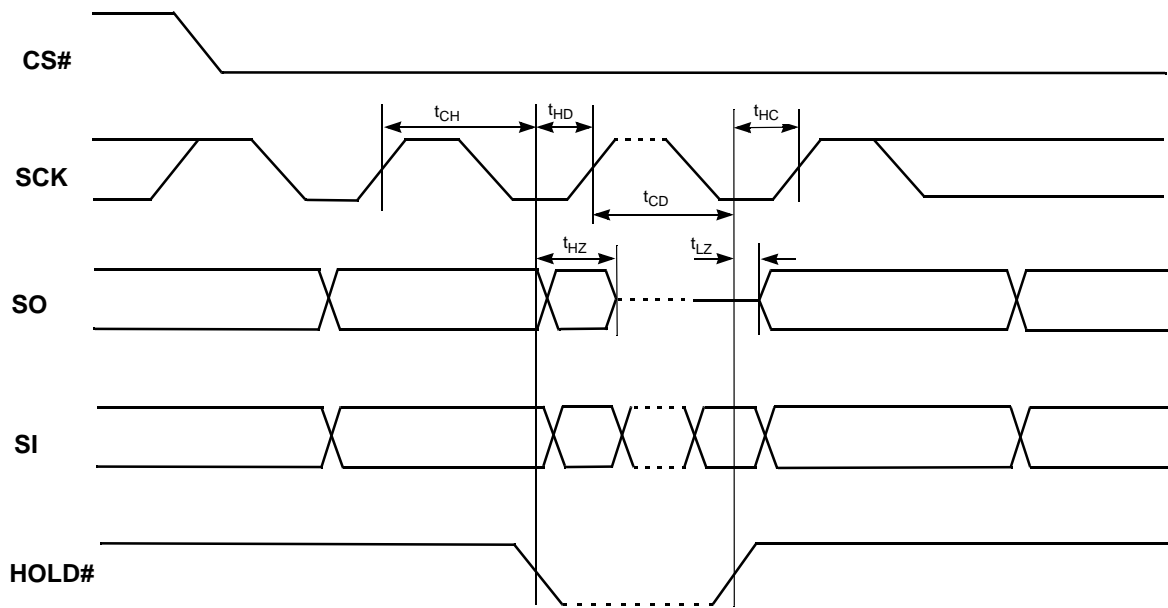 CS#
tCH
tHD
tHC
SCK
tCD
tHZ
tLZ
SO
SI
HOLD#